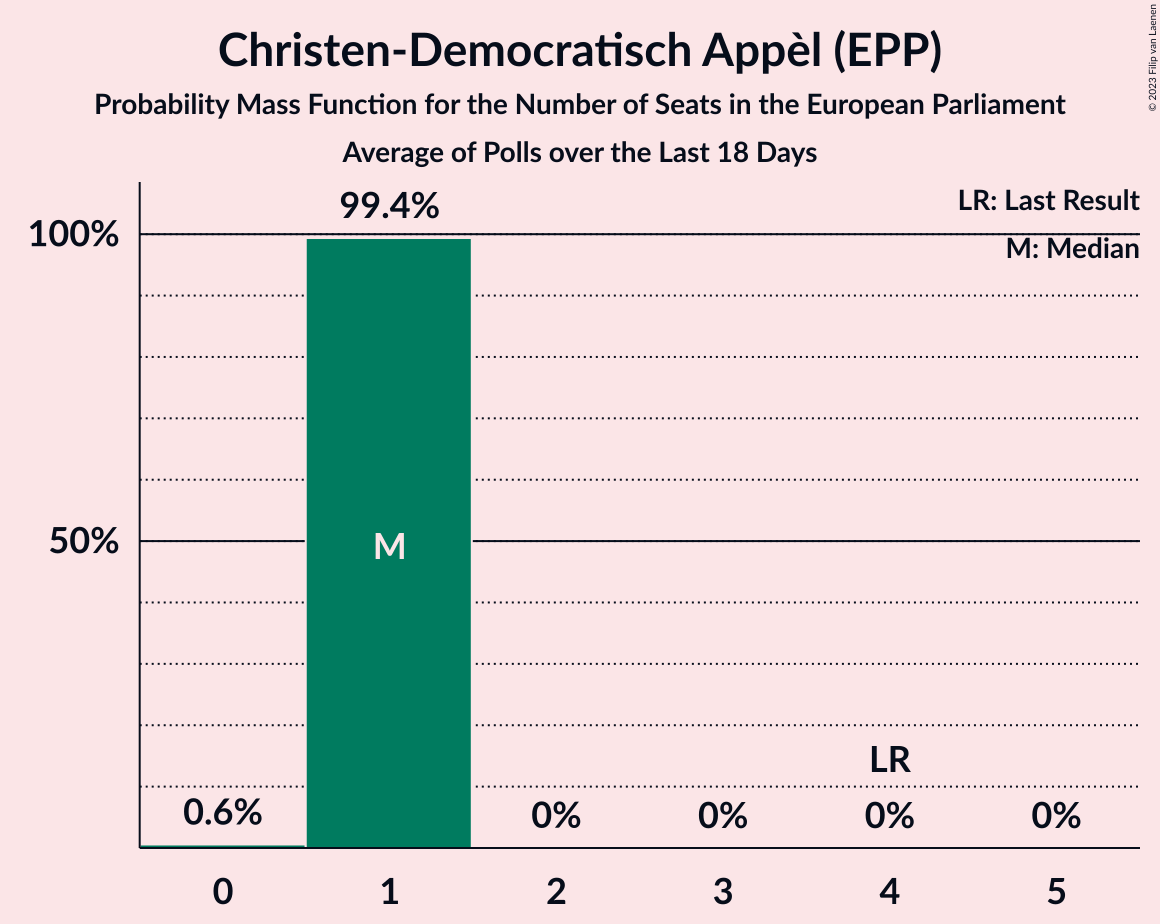 Christen-Democratisch Appèl (EPP)
Probability Mass Function for the Number of Seats in the European Parliament
Average of Polls over the Last 18 Days
© 2023 Filip van Laenen
LR: Last Result
M: Median
99.4%
100%
50%
M
LR
0.6%
0%
0%
0%
0%
0
1
2
3
4
5